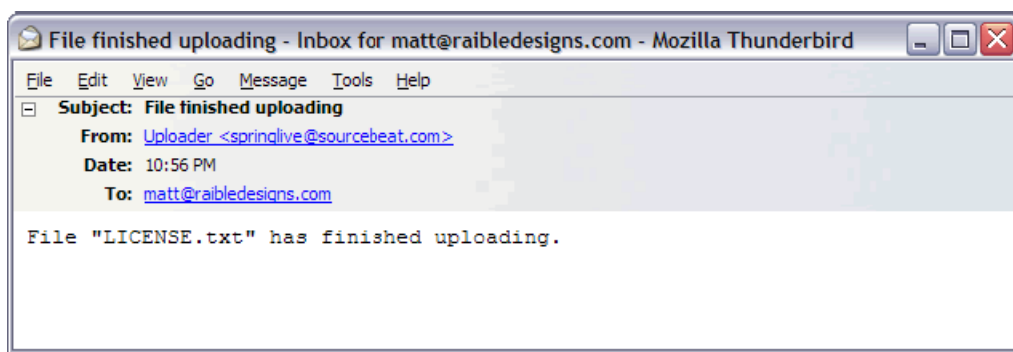 File finished uploading - Inbox for matt@raibledesigns.com - Mozilla Thunderbird
File Edit View Go Message Tools Help
Subject: File finished uploading
From: Uploader <springlive@sourcebeat.com>
Date: 10:56 PM
To: matt@raibledesigns.com
File "LICENSE.txt" has finished uploading.